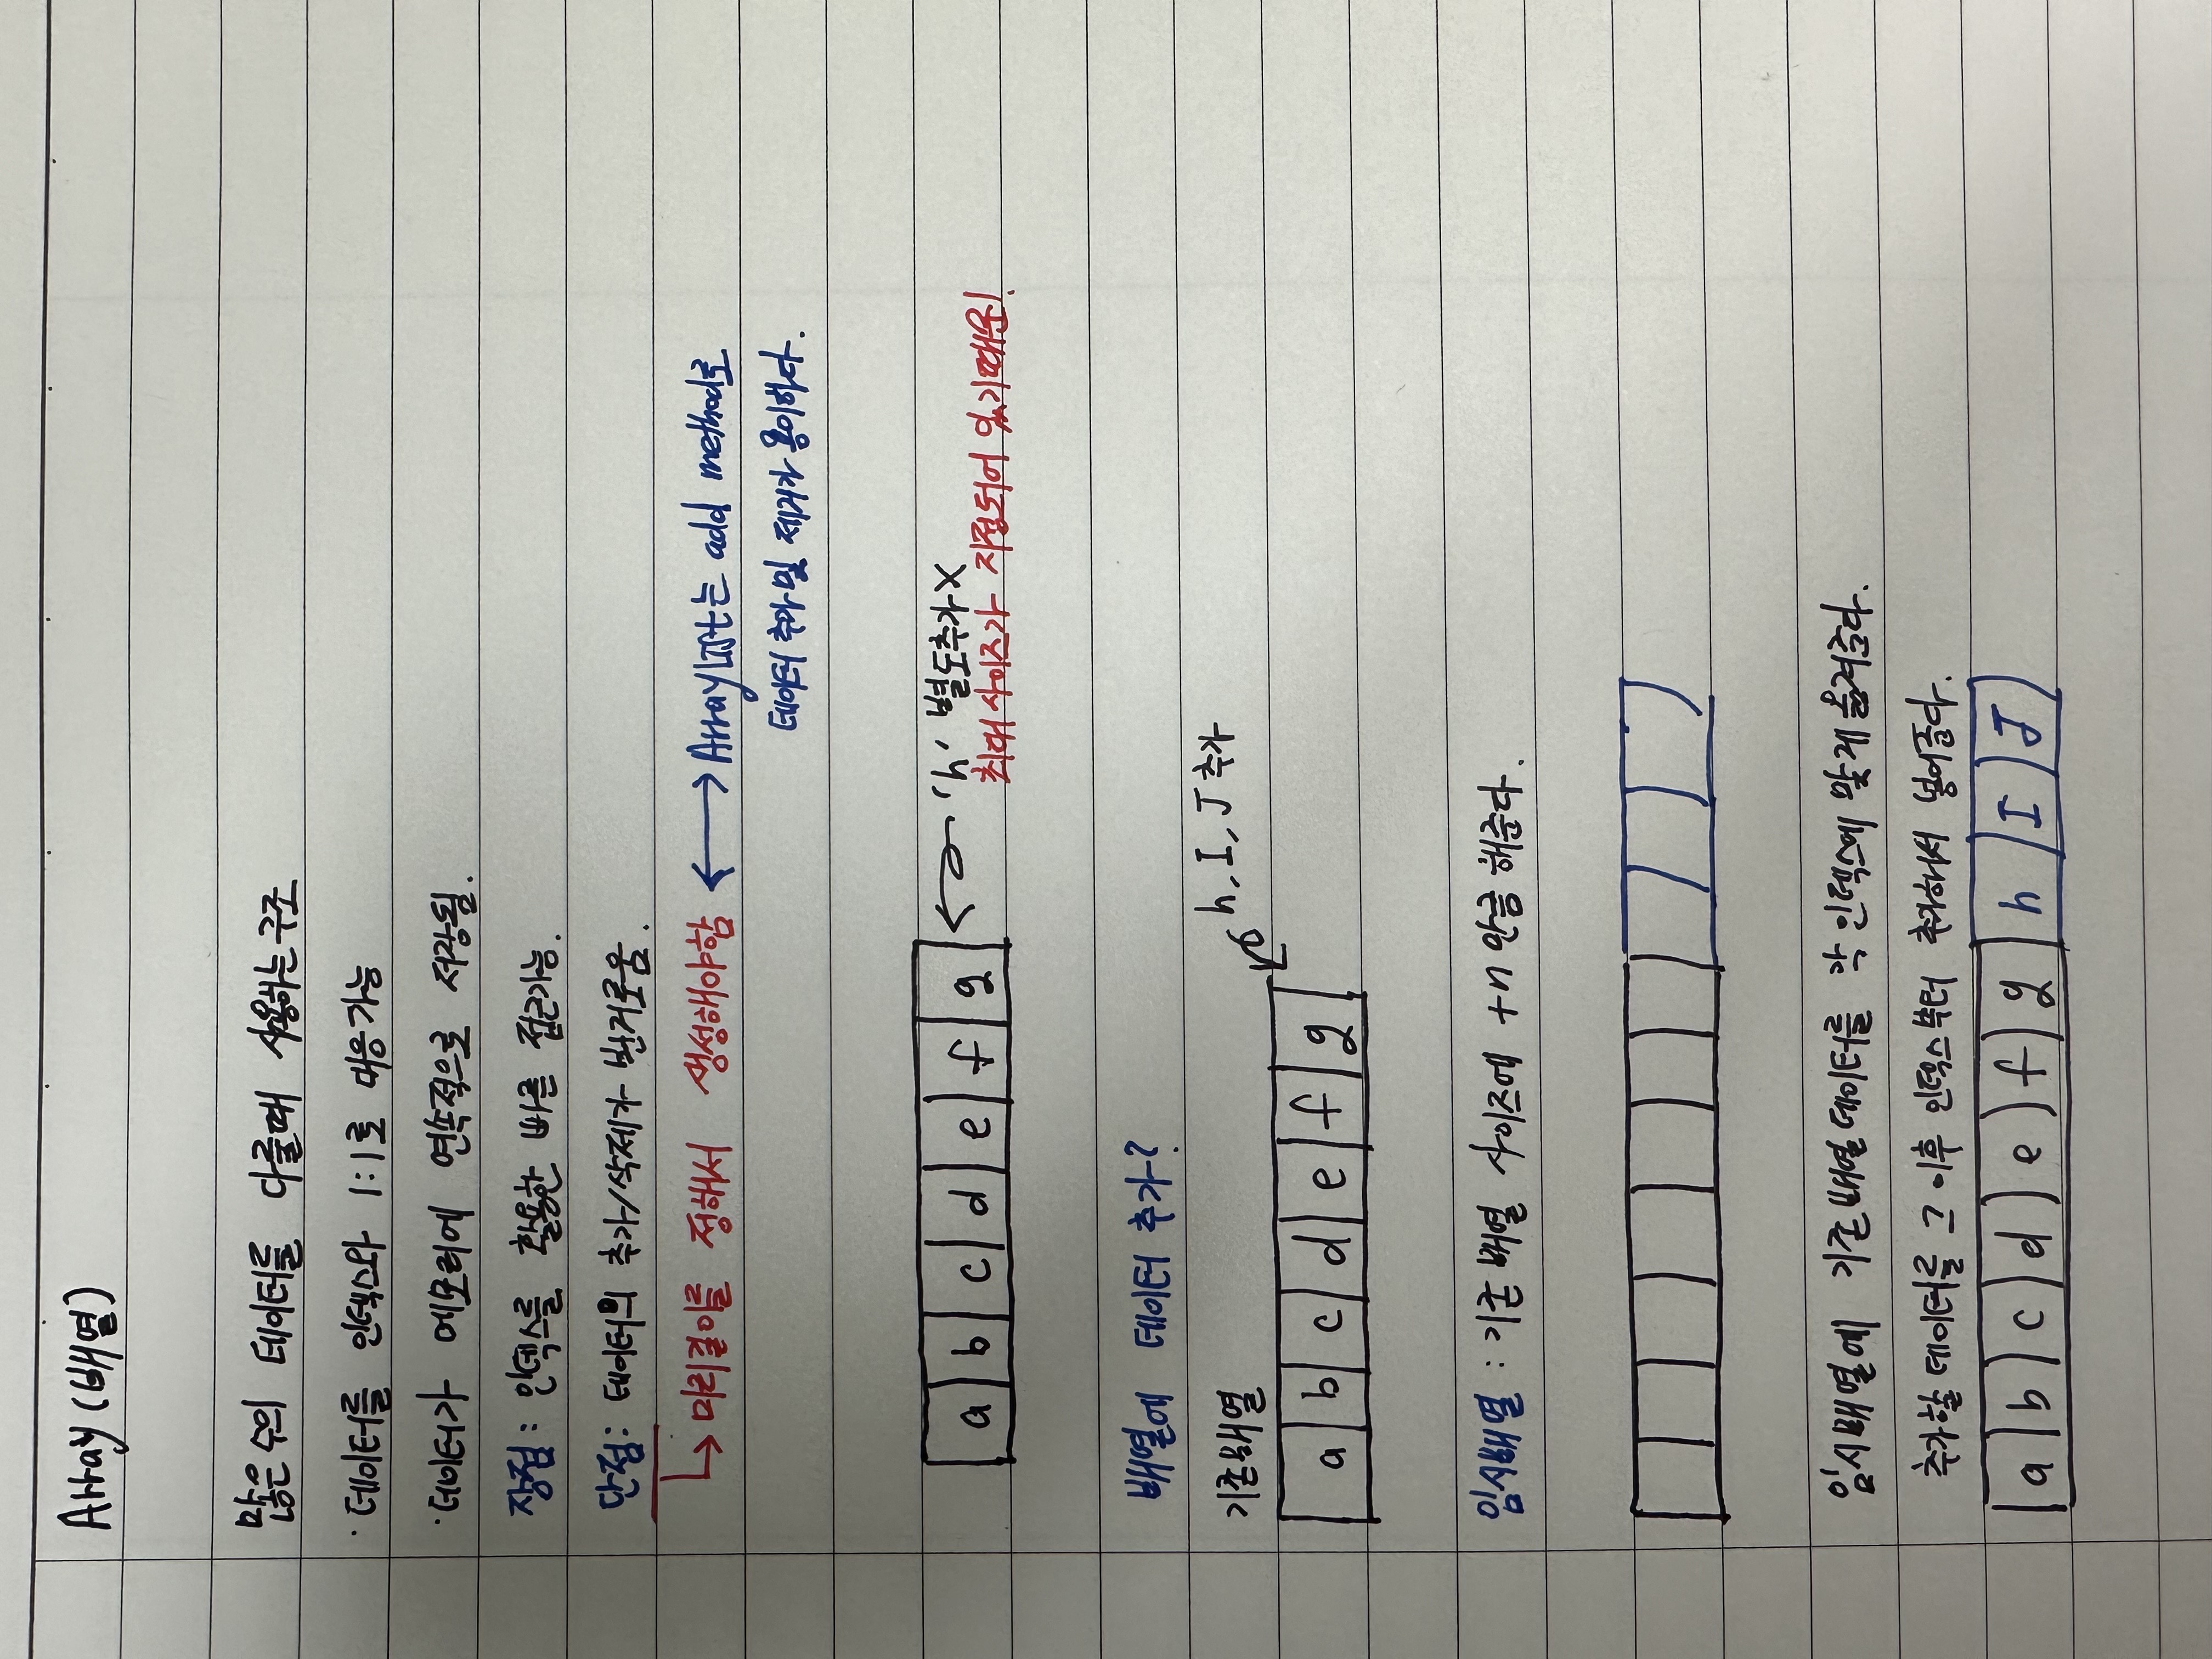 Array (배열)
많은 수의 데이터를 다룰때 사용하는 구조
· 데이터를 인덱스와 1:1로 대응가능
· 데이터가 메모리에 연속적으로 저장됨.
장점: 인덱스를 활용한 빠른 접근가능.
단점: 데이터의 추가/삭제가 번거로움.
미리길이를 정해서 생성해야함 ArrayList는 add method로
데이터 추가 및 제거가 용이하다.
a b c d e f g
'h' 별도추가 X
최대 사이즈가 지정되어 있기때문!
배열에 데이터 추가?
기존배열
h, I, J 추가
a b c d e f g
임시배열 : 기존 배열 사이즈에 +n 만큼 해준다.
임시배열에 기존배열 데이터를 각 인덱스에 맞게 옮겨준다.
추가할 데이터를 그 이후 인덱스부터 추가해서 넣어준다.
a b c d e f g h I J